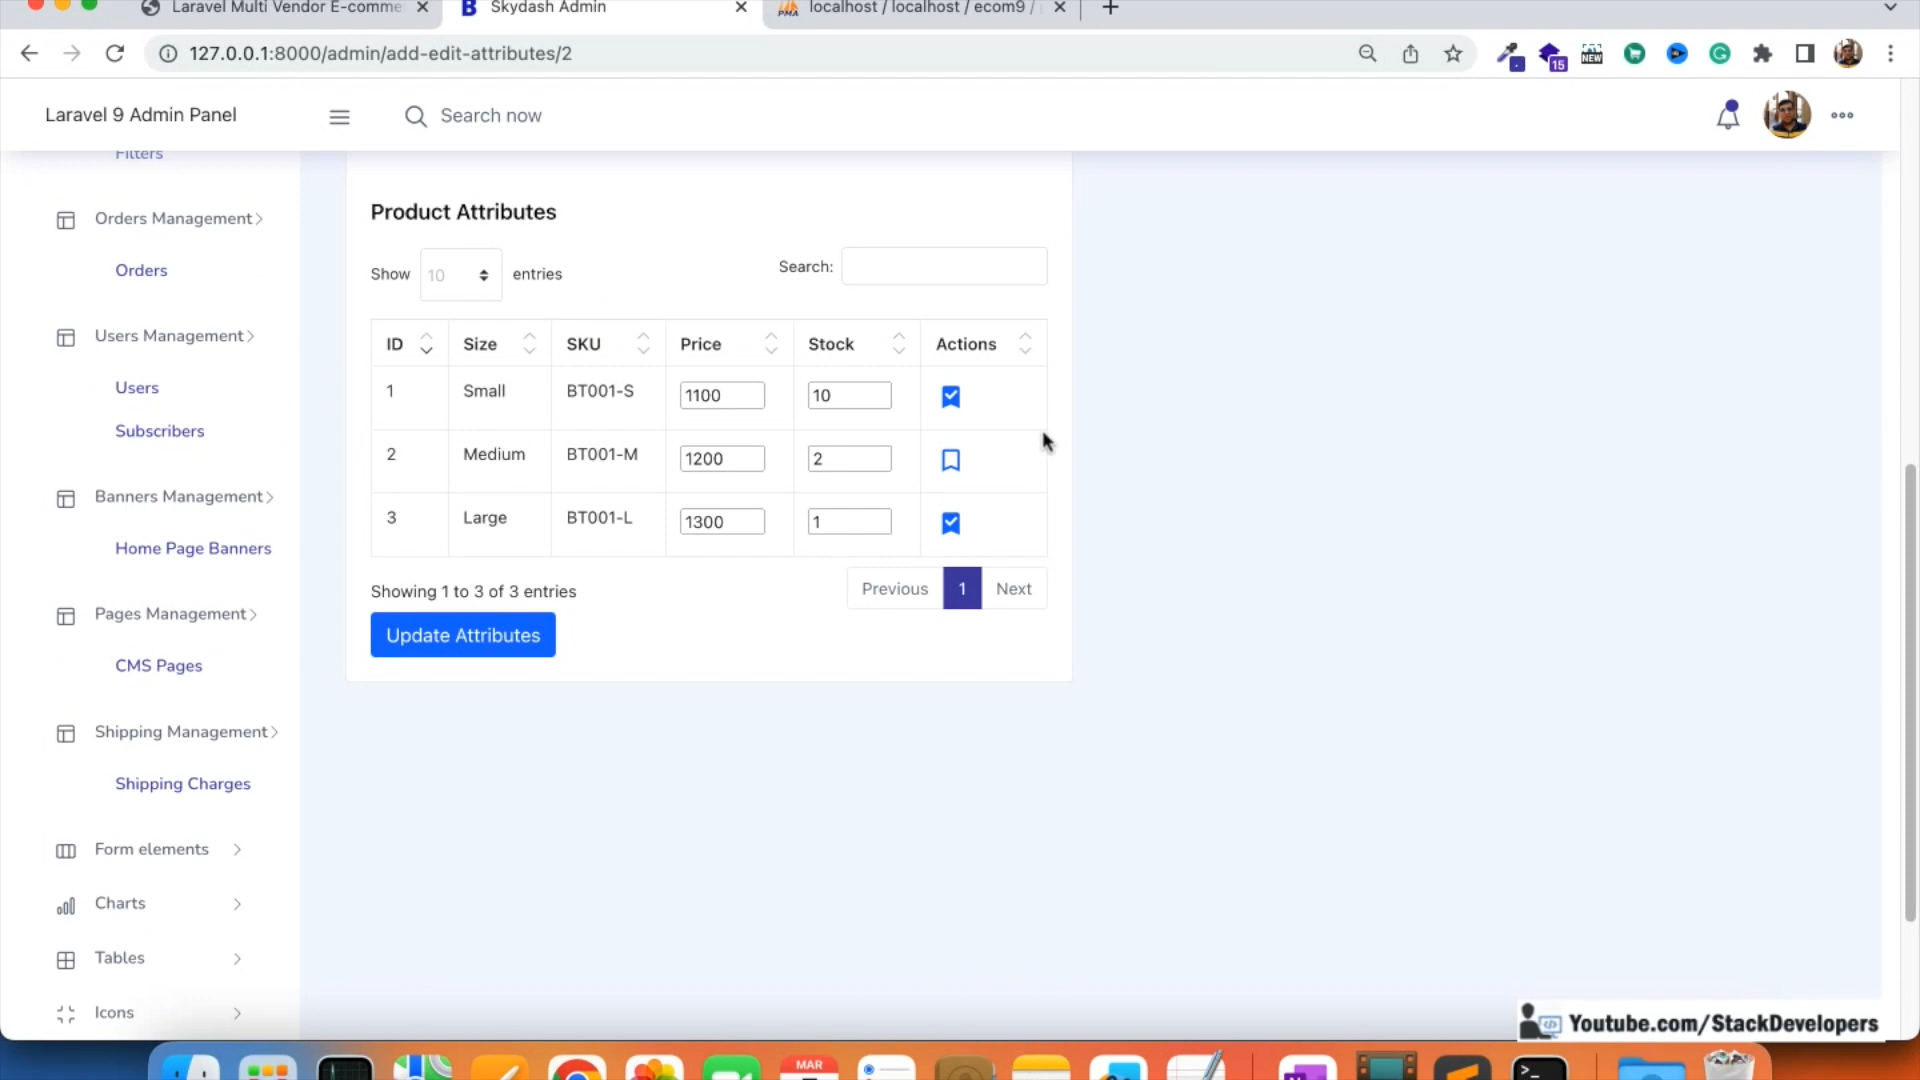 Laravel Multi Vendor E-comme
Skydash Admin
localhost / localhost / ecom9 /
127.0.0.1:8000/admin/add-edit-attributes/2
15
NEW
Laravel 9 Admin Panel
Search now
Filters
Orders Management
Orders
Users Management
Users
Subscribers
Banners Management
Home Page Banners
Pages Management
CMS Pages
Shipping Management
Shipping Charges
Form elements
Charts
Tables
Icons
Product Attributes
Show 10 entries
Search:
ID Size SKU Price Stock Actions
1 Small BT001-S 1100 10
2 Medium BT001-M 1200 2
3 Large BT001-L 1300 1
Showing 1 to 3 of 3 entries
Previous 1 Next
Update Attributes
Youtube.com/StackDevelopers
MAR